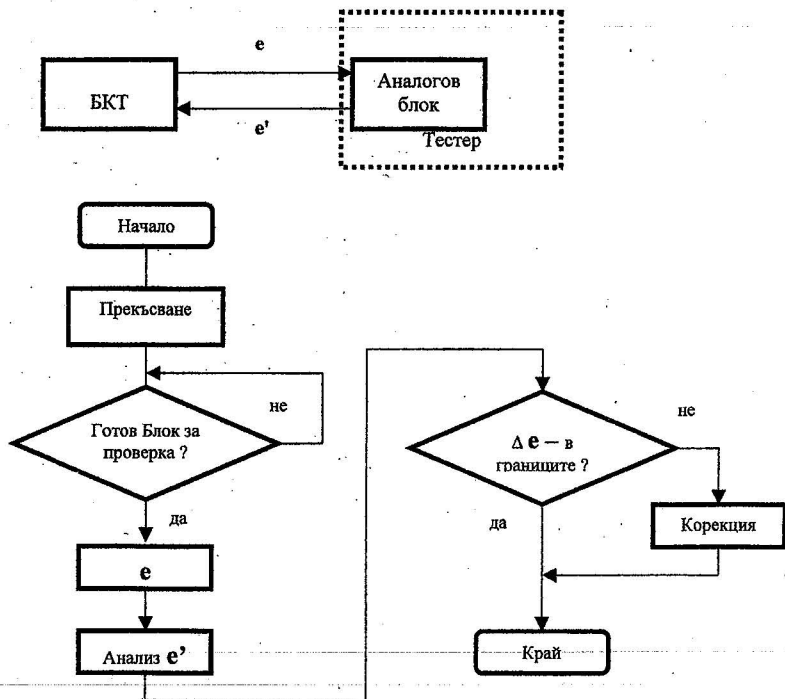 e
БКТ
Аналогов
блок
e'
Тестер
Начало
Прекъсване
не
Готов Блок за
проверка ?
да
e
Анализ e’
Δ e – в
границите ?
не
да
Корекция
Край